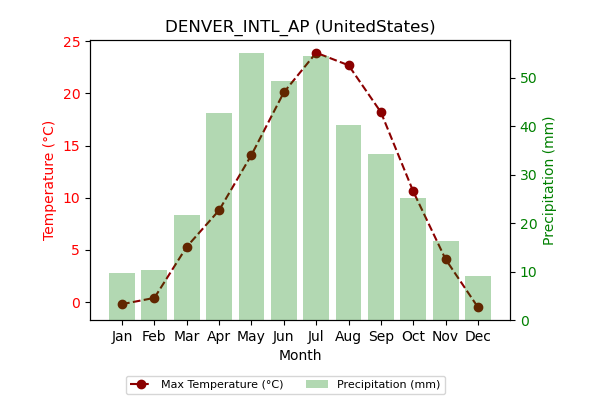 DENVER_INTL_AP (UnitedStates)
Temperature (°C)
25
20
15
10
5
0
Precipitation (mm)
50
40
30
20
10
0
Jan Feb Mar Apr May Jun Jul Aug Sep Oct Nov Dec
Month
Max Temperature (°C) Precipitation (mm)